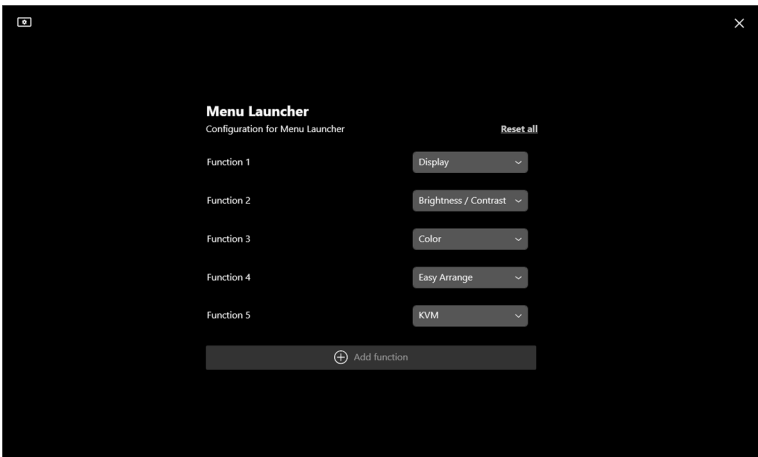 Menu Launcher
Configuration for Menu Launcher Reset all
Function 1 Display
Function 2 Brightness / Contrast
Function 3 Color
Function 4 Easy Arrange
Function 5 KVM
Add function